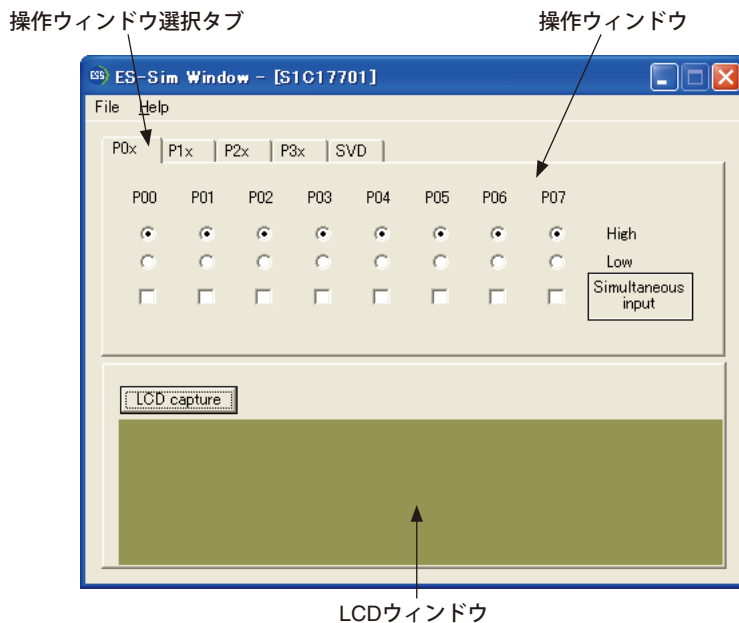 操作ウィンドウ選択タブ 操作ウィンドウ
ES-Sim Window - [S1C17701]
File Help
P0x P1x P2x P3x SVD
P00 P01 P02 P03 P04 P05 P06 P07
High
Low
Simultaneous
input
LCD capture
LCDウィンドウ